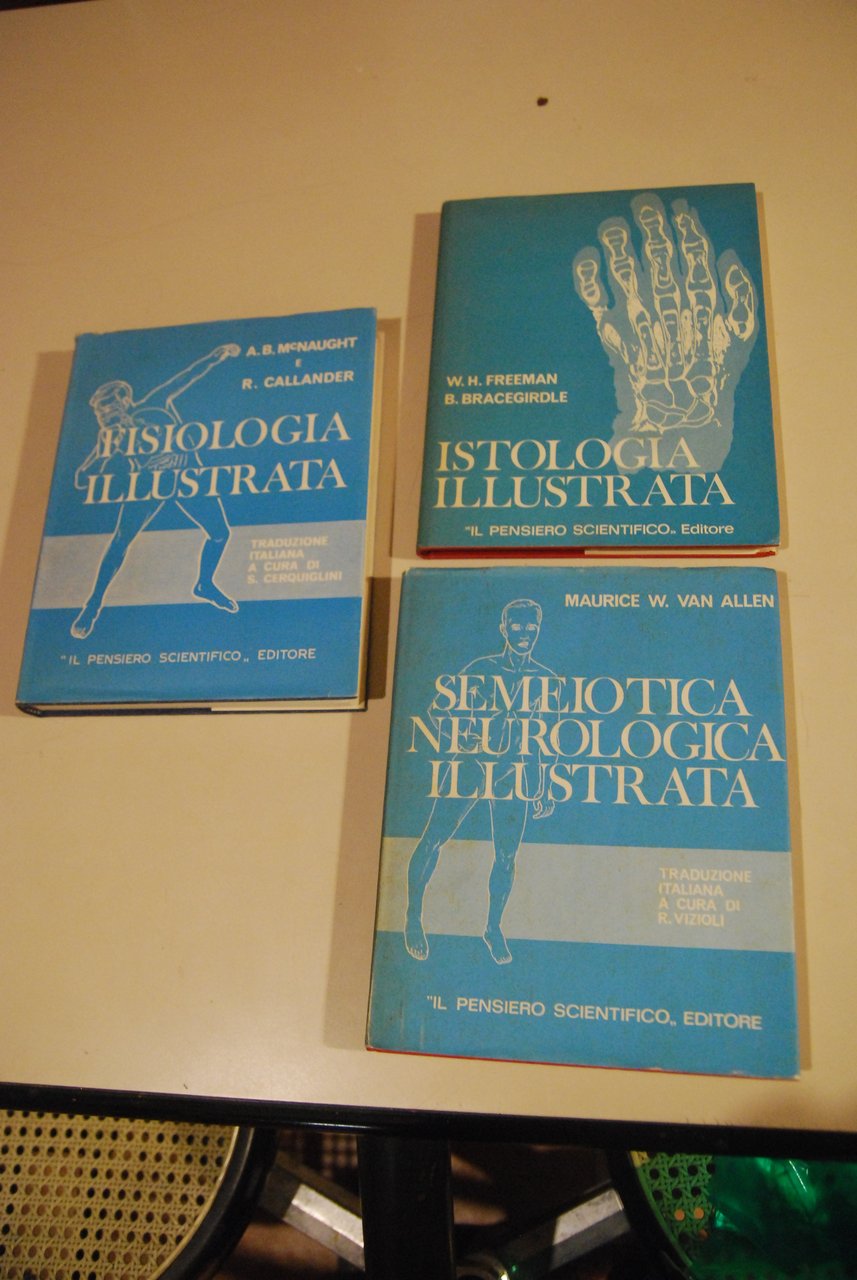 A.B. McNAUGHT
E
R. CALLANDER
FISIOLOGIA
ILLUSTRATA
TRADUZIONE
ITALIANA
A CURA DI
S. CERQUIGLINI
"IL PENSIERO SCIENTIFICO„ EDITORE
W. H. FREEMAN
B. BRACEGIRDLE
ISTOLOGIA
ILLUSTRATA
"IL PENSIERO SCIENTIFICO„ Editore
MAURICE W. VAN ALLEN
SEMEIOTICA
NEUROLOGICA
ILLUSTRATA
TRADUZIONE
ITALIANA
A CURA DI
R. VIZIOLI
"IL PENSIERO SCIENTIFICO„ EDITORE